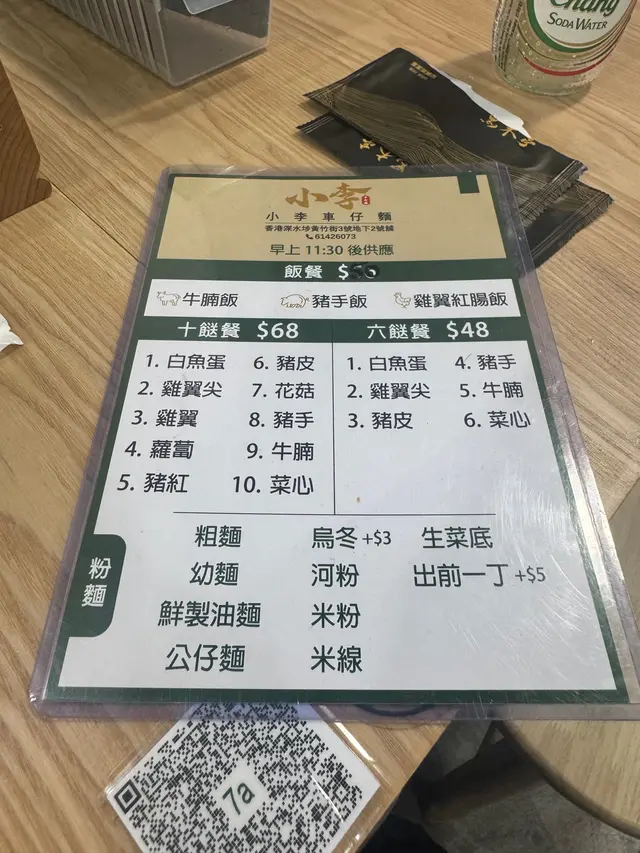 Chang
SODA WATER
小李
小李車仔麵
香港深水埗黃竹街3號地下2號舖
61426073
早上 11:30 後供應
飯餐 $50
牛腩飯 豬手飯 雞翼紅腸飯
十餸餐 $68 六餸餐 $48
1. 白魚蛋 6. 豬皮 1. 白魚蛋 4. 豬手
2. 雞翼尖 7. 花菇 2. 雞翼尖 5. 牛腩
3. 雞翼 8. 豬手 3. 豬皮 6. 菜心
4. 蘿蔔 9. 牛腩
5. 豬紅 10. 菜心
粉麵
粗麵 烏冬 +$3 生菜底
幼麵 河粉 出前一丁 +$5
鮮製油麵 米粉
公仔麵 米線
7a